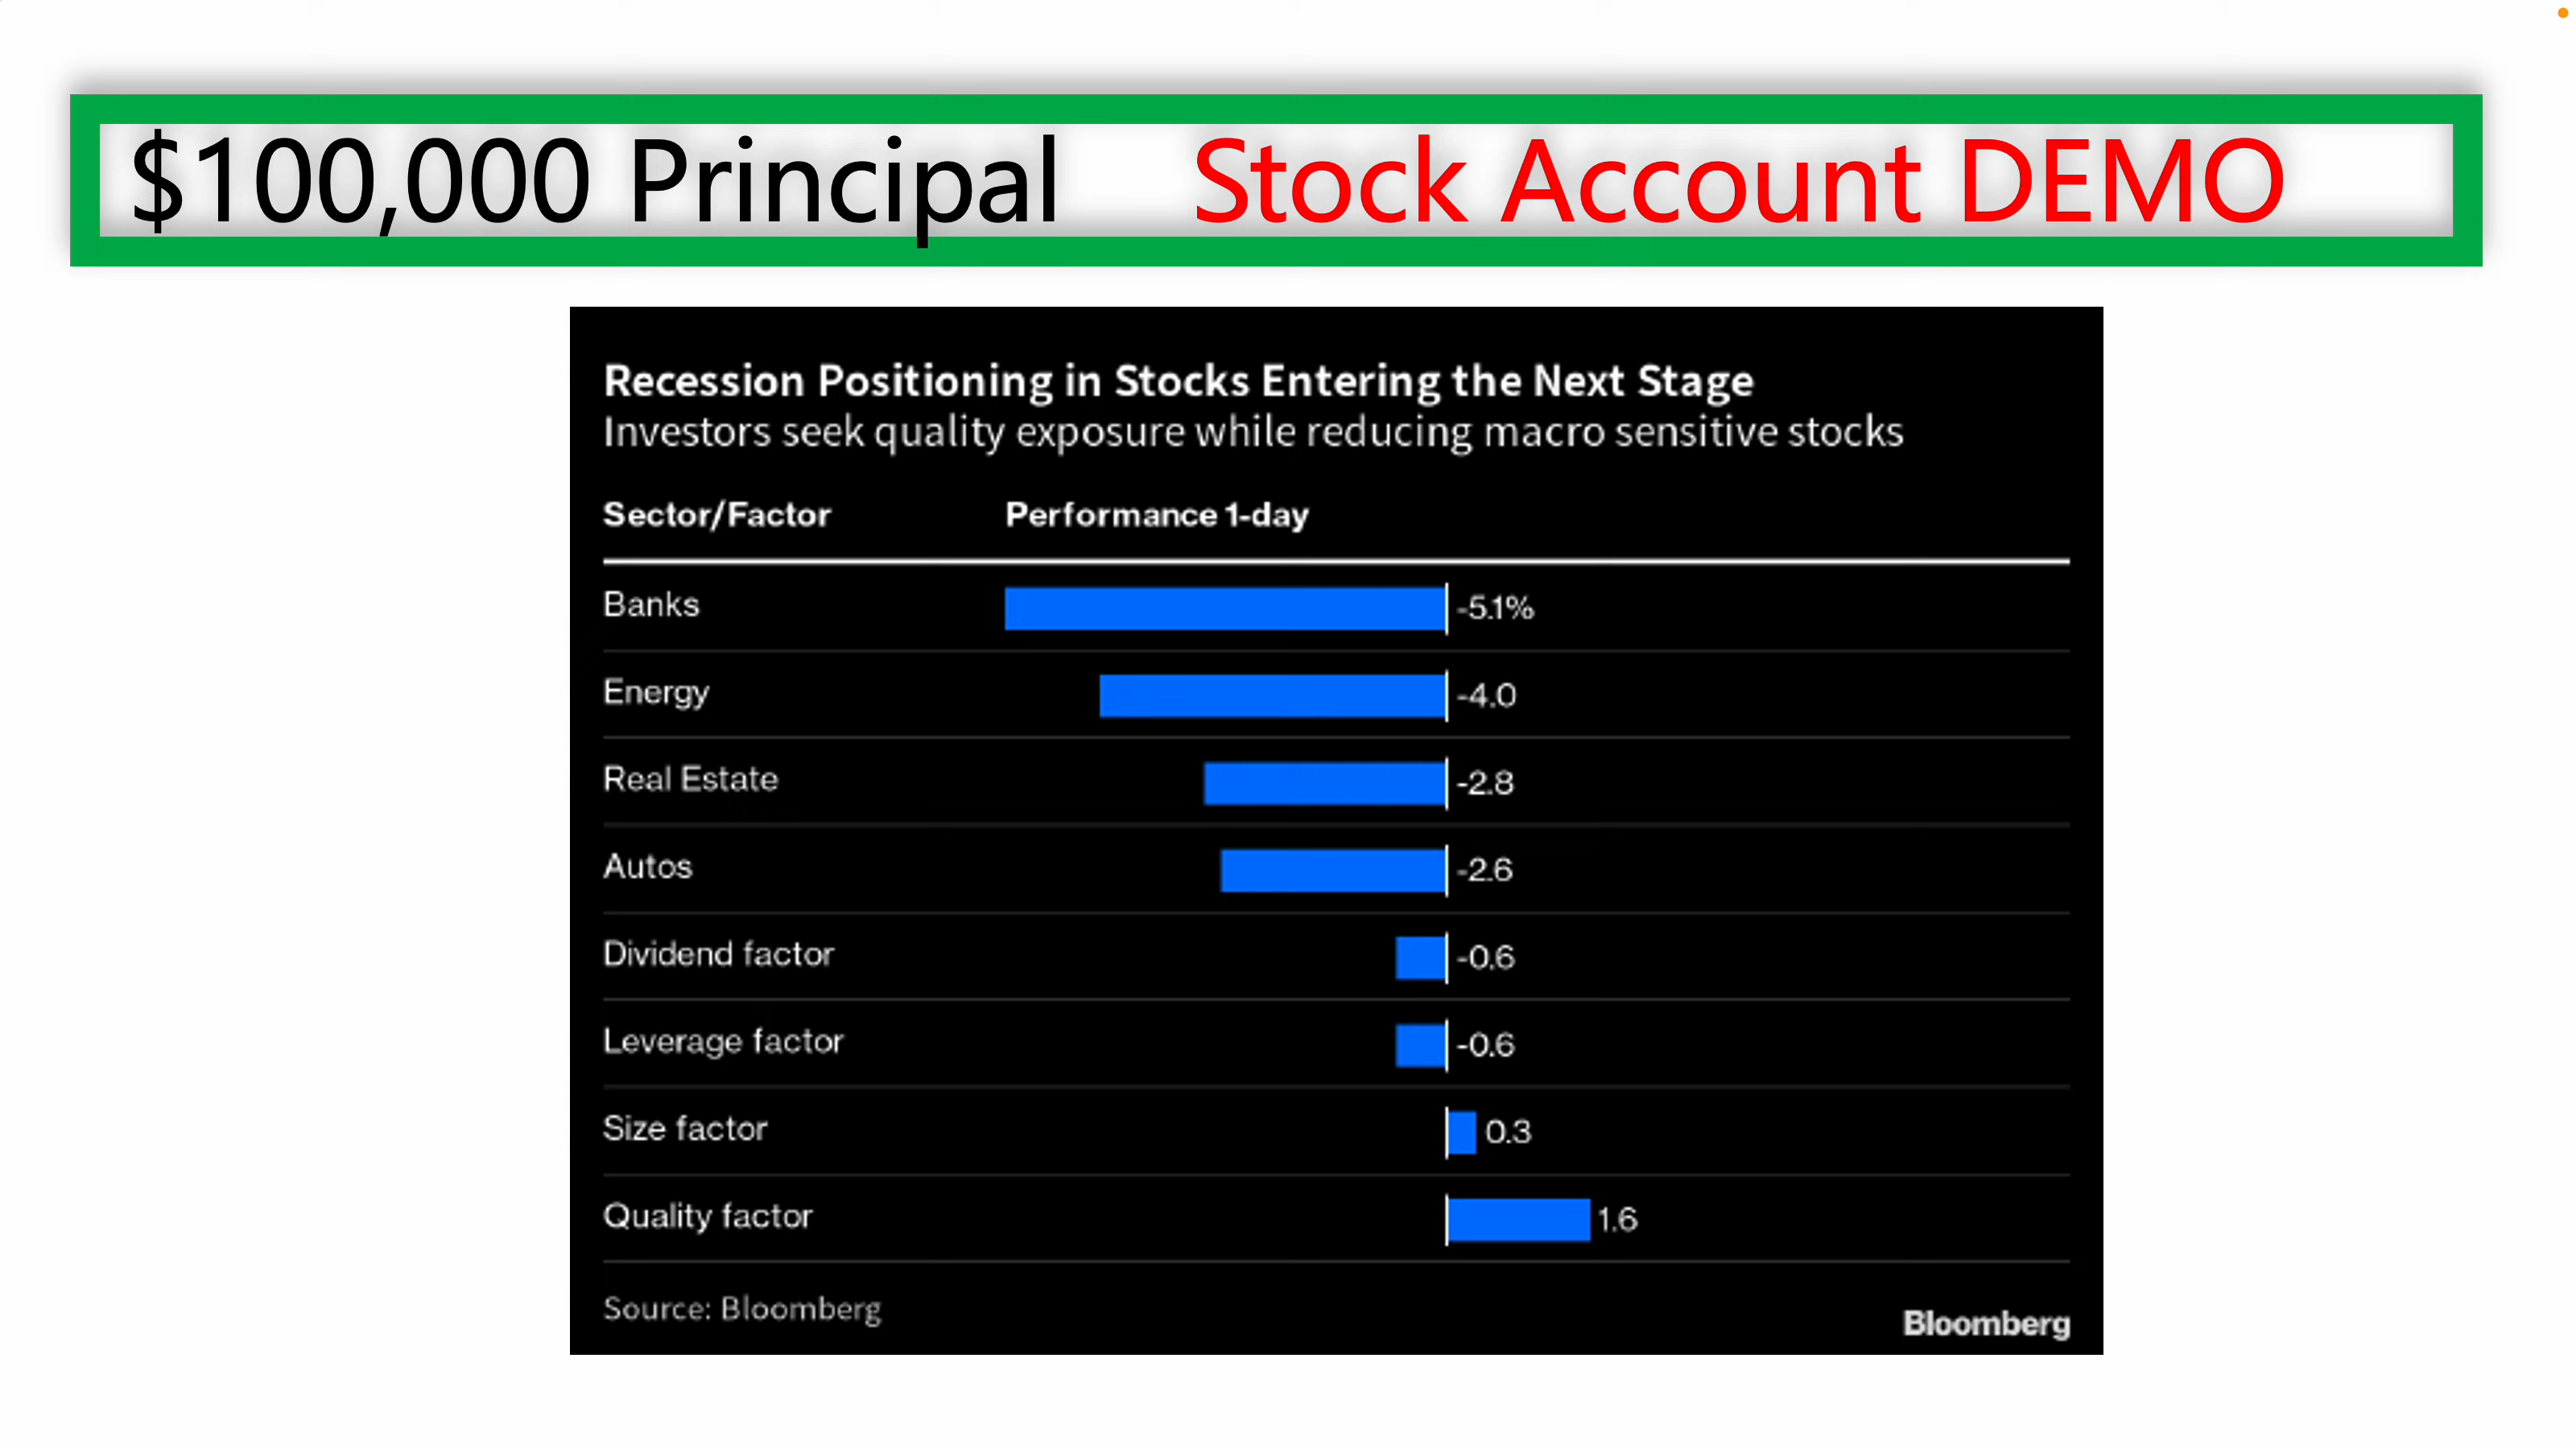 $100,000 Principal Stock Account DEMO
Recession Positioning in Stocks Entering the Next Stage
Investors seek quality exposure while reducing macro sensitive stocks
Sector/Factor Performance 1-day
Banks -5.1%
Energy -4.0
Real Estate -2.8
Autos -2.6
Dividend factor -0.6
Leverage factor -0.6
Size factor 0.3
Quality factor 1.6
Source: Bloomberg
Bloomberg